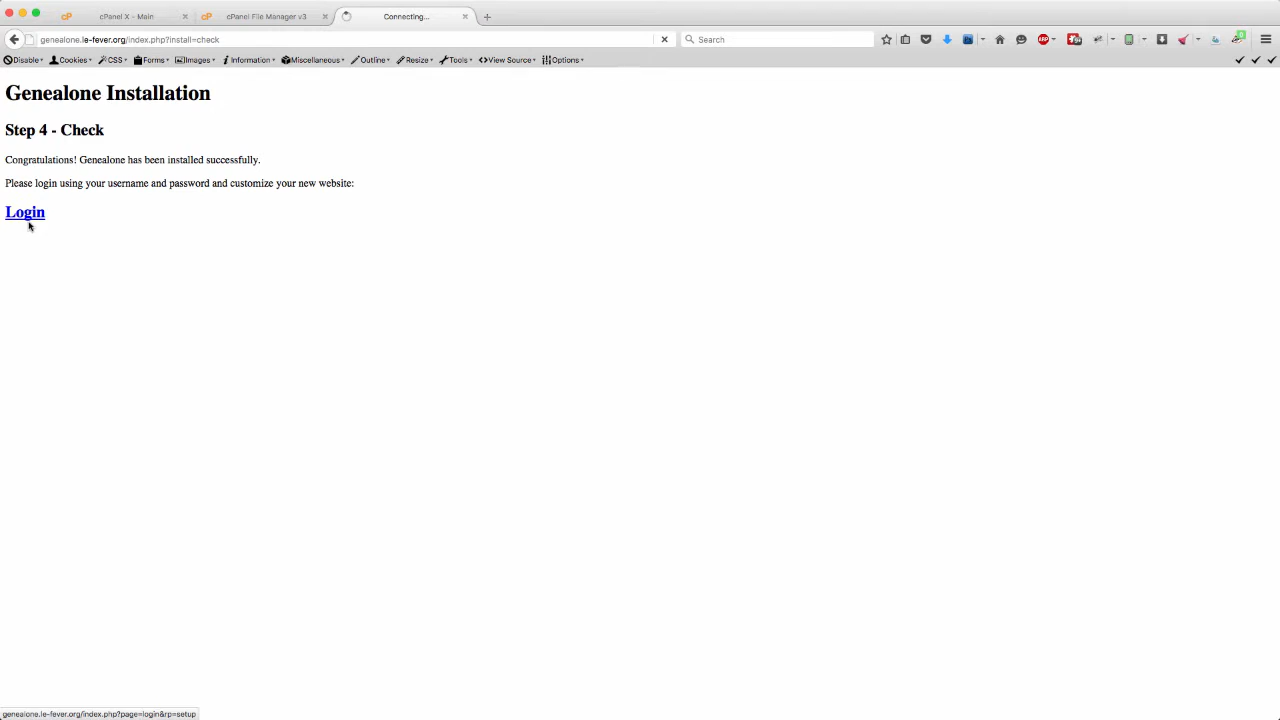 cPanel X - Main
cPanel File Manager v3
Connecting...
genealone.le-fever.org/index.php?install=check
Search
Disable
Cookies
CSS
Forms
Images
Information
Miscellaneous
Outline
Resize
Tools
View Source
Options
Genealone Installation
Step 4 - Check
Congratulations! Genealone has been installed successfully.
Please login using your username and password and customize your new website:
Login
genealone.le-fever.org/index.php?page=login&rp=setup